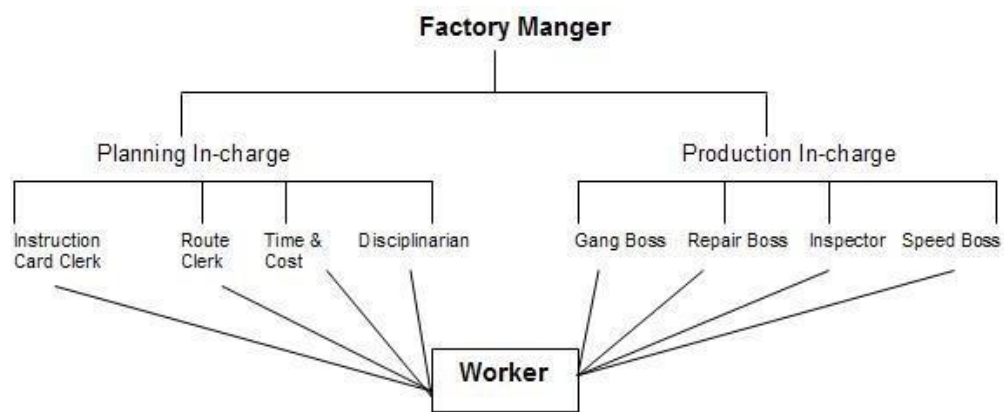 Factory Manger
Planning In-charge
Production In-charge
Instruction
Card Clerk
Route
Clerk
Time &
Cost
Disciplinarian
Gang Boss
Repair Boss
Inspector
Speed Boss
Worker